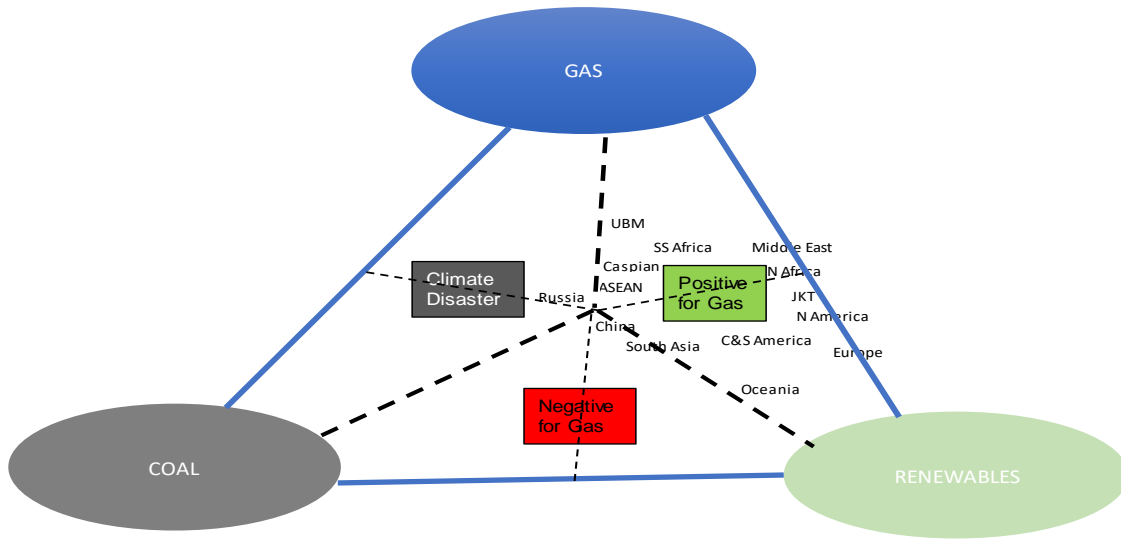 GAS
UBM
SS Africa
Middle East
Caspian
Climate
Disaster
Positive
for Gas
N Africa
ASEAN
Russia
JKT
N America
China
South Asia
C&S America
Europe
Oceania
Negative
for Gas
COAL
RENEWABLES